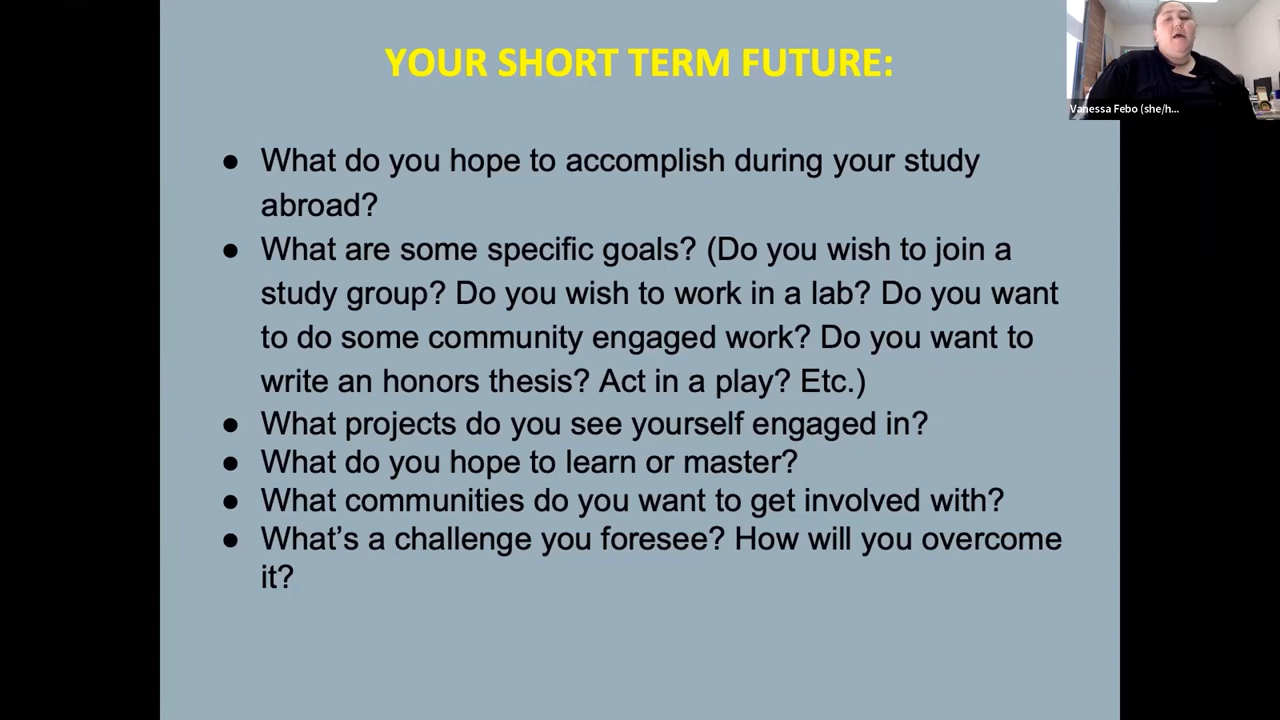 YOUR SHORT TERM FUTURE:
Vanessa Febo (she/h...
● What do you hope to accomplish during your study
abroad?
● What are some specific goals? (Do you wish to join a
study group? Do you wish to work in a lab? Do you want
to do some community engaged work? Do you want to
write an honors thesis? Act in a play? Etc.)
● What projects do you see yourself engaged in?
● What do you hope to learn or master?
● What communities do you want to get involved with?
● What’s a challenge you foresee? How will you overcome
it?